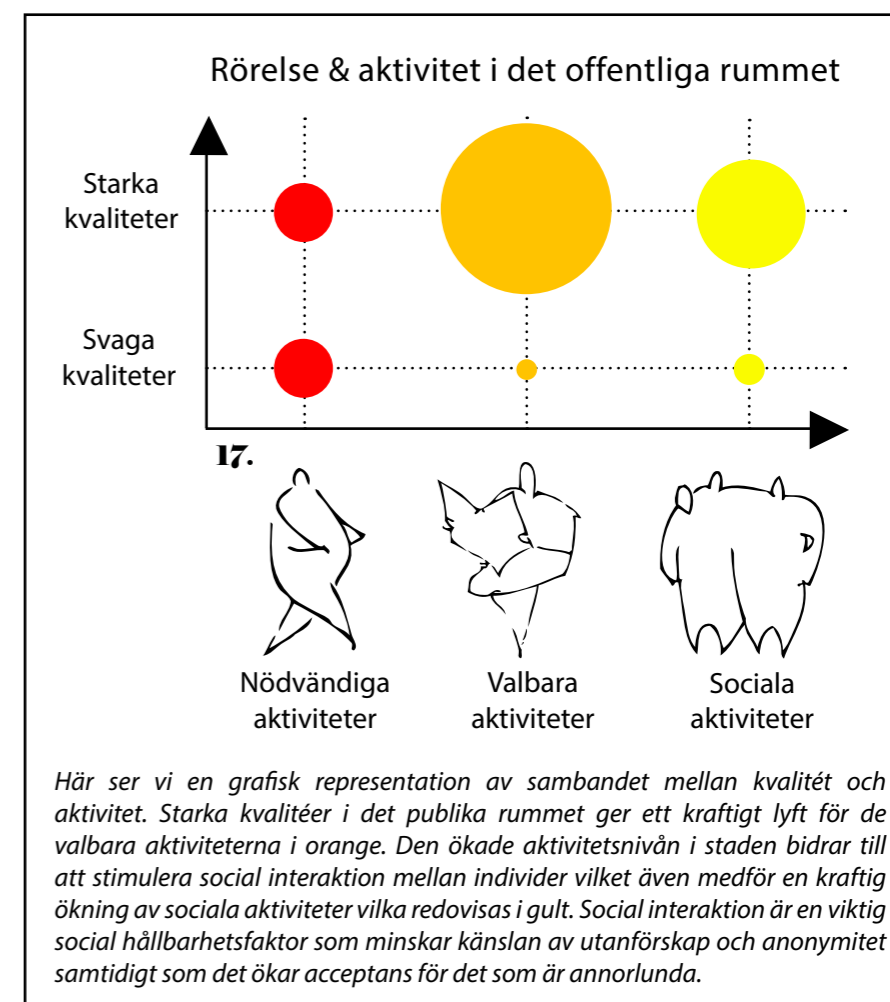 Rörelse & aktivitet i det offentliga rummet
Starka
kvaliteter
Svaga
kvaliteter
17.
Nödvändiga
aktiviteter
Valbara
aktiviteter
Sociala
aktiviteter
Här ser vi en grafisk representation av sambandet mellan kvalitét och
aktivitet. Starka kvalitéer i det publika rummet ger ett kraftigt lyft för de
valbara aktiviteterna i orange. Den ökade aktivitetsnivån i staden bidrar till
att stimulera social interaktion mellan individer vilket även medför en kraftig
ökning av sociala aktiviteter vilka redovisas i gult. Social interaktion är en viktig
social hållbarhetsfaktor som minskar känslan av utanförskap och anonymitet
samtidigt som det ökar acceptans för det som är annorlunda.